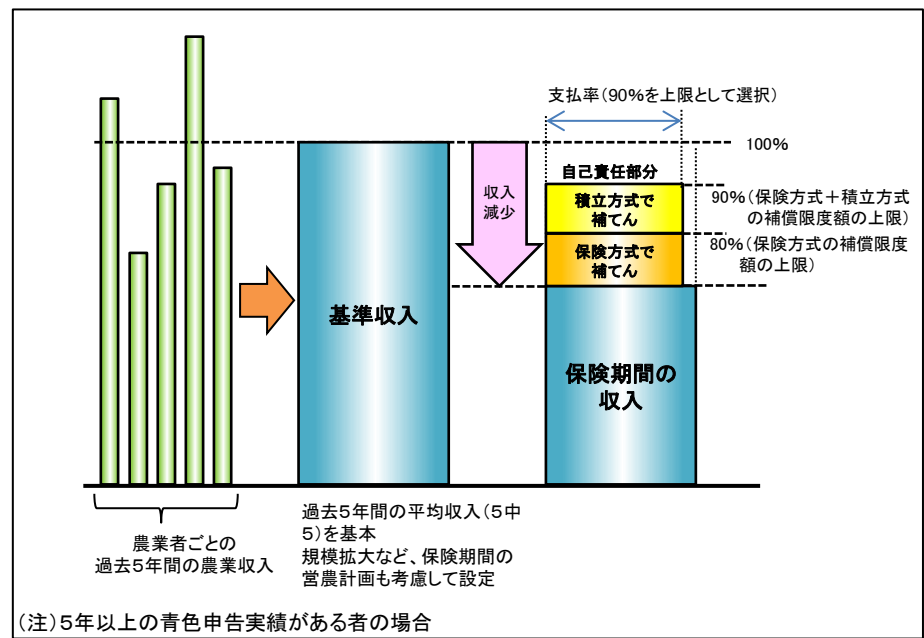 支払率(90%を上限として選択)
100%
自己責任部分
収入
減少
積立方式で
補てん
90%(保険方式+積立方式
の補償限度額の上限)
保険方式で
補てん
80%(保険方式の補償限度
額の上限)
基準収入
保険期間の
収入
農業者ごとの
過去5年間の農業収入
過去5年間の平均収入(5中
5)を基本
規模拡大など、保険期間の
営農計画も考慮して設定
(注)5年以上の青色申告実績がある者の場合